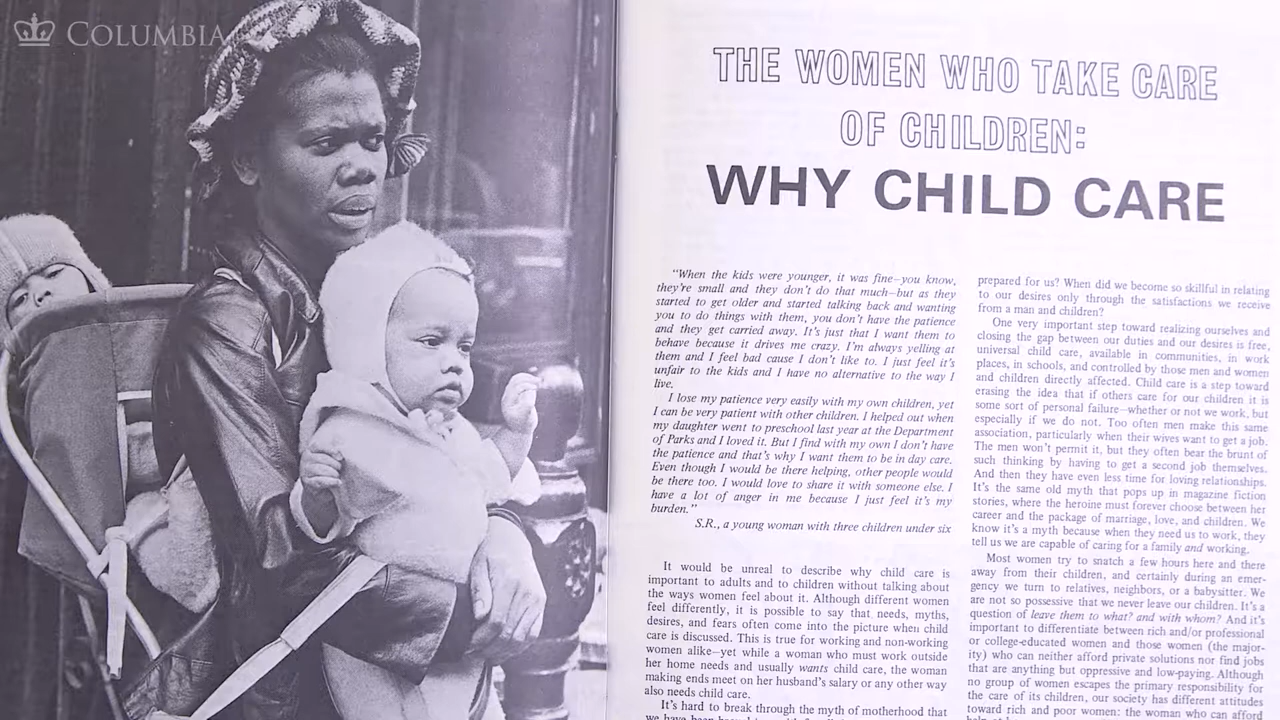 COLUMBIA
THE WOMEN WHO TAKE CARE
OF CHILDREN:
WHY CHILD CARE
"When the kids were younger, it was fine—you know,
they're small and they don't do that much—but as they
started to get older and started talking back and wanting
you to do things with them, you don't have the patience
and they get carried away. It's just that I want them to
behave because it drives me crazy. I'm always yelling at
them and I feel bad cause I don't like to. I just feel it's
unfair to the kids and I have no alternative to the way I
live.
I lose my patience very easily with my own children, yet
I can be very patient with other children. I helped out when
my daughter went to preschool last year at the Department
of Parks and I loved it. But I find with my own I don't have
the patience and that's why I want them to be in day care.
Even though I would be there helping, other people would
be there too. I would love to share it with someone else. I
have a lot of anger in me because I just feel it's my
burden."
S.R., a young woman with three children under six
It would be unreal to describe why child care is
important to adults and to children without talking about
the ways women feel about it. Although different women
feel differently, it is possible to say that needs, myths,
desires, and fears often come into the picture when child
care is discussed. This is true for working and non-working
women alike—yet while a woman who must work outside
her home needs and usually wants child care, the woman
making ends meet on her husband's salary or any other way
also needs child care.
It's hard to break through the myth of motherhood that
we have been
prepared for us? When did we become so skillful in relating
to our desires only through the satisfactions we receive
from a man and children?
One very important step toward realizing ourselves and
closing the gap between our duties and our desires is free,
universal child care, available in communities, in work
places, in schools, and controlled by those men and women
and children directly affected. Child care is a step toward
erasing the idea that if others care for our children it is
some sort of personal failure—whether or not we work, but
especially if we do not. Too often men make this same
association, particularly when their wives want to get a job.
The men won't permit it, but they often bear the brunt of
such thinking by having to get a second job themselves.
And then they have even less time for loving relationships.
It's the same old myth that pops up in magazine fiction
stories, where the heroine must forever choose between her
career and the package of marriage, love, and children. We
know it's a myth because when they need us to work, they
tell us we are capable of caring for a family and working.
Most women try to snatch a few hours here and there
away from their children, and certainly during an emer-
gency we turn to relatives, neighbors, or a babysitter. We
are not so possessive that we never leave our children. It's a
question of leave them to what? and with whom? And it's
important to differentiate between rich and/or professional
or college-educated women and those women (the major-
ity) who can neither afford private solutions nor find jobs
that are anything but oppressive and low-paying. Although
no group of women escapes the primary responsibility for
the care of its children, our society has different attitudes
toward rich and poor women: the woman who can afford